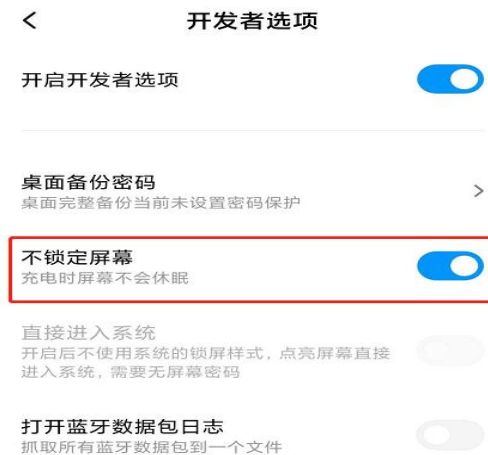 开发者选项
开启开发者选项
桌面备份密码
桌面完整备份当前未设置密码保护
不锁定屏幕
充电时屏幕不会休眠
直接进入系统
开启后不使用系统的锁屏样式，点亮屏幕直接
进入系统，需要无屏幕密码
打开蓝牙数据包日志
抓取所有蓝牙数据包到一个文件